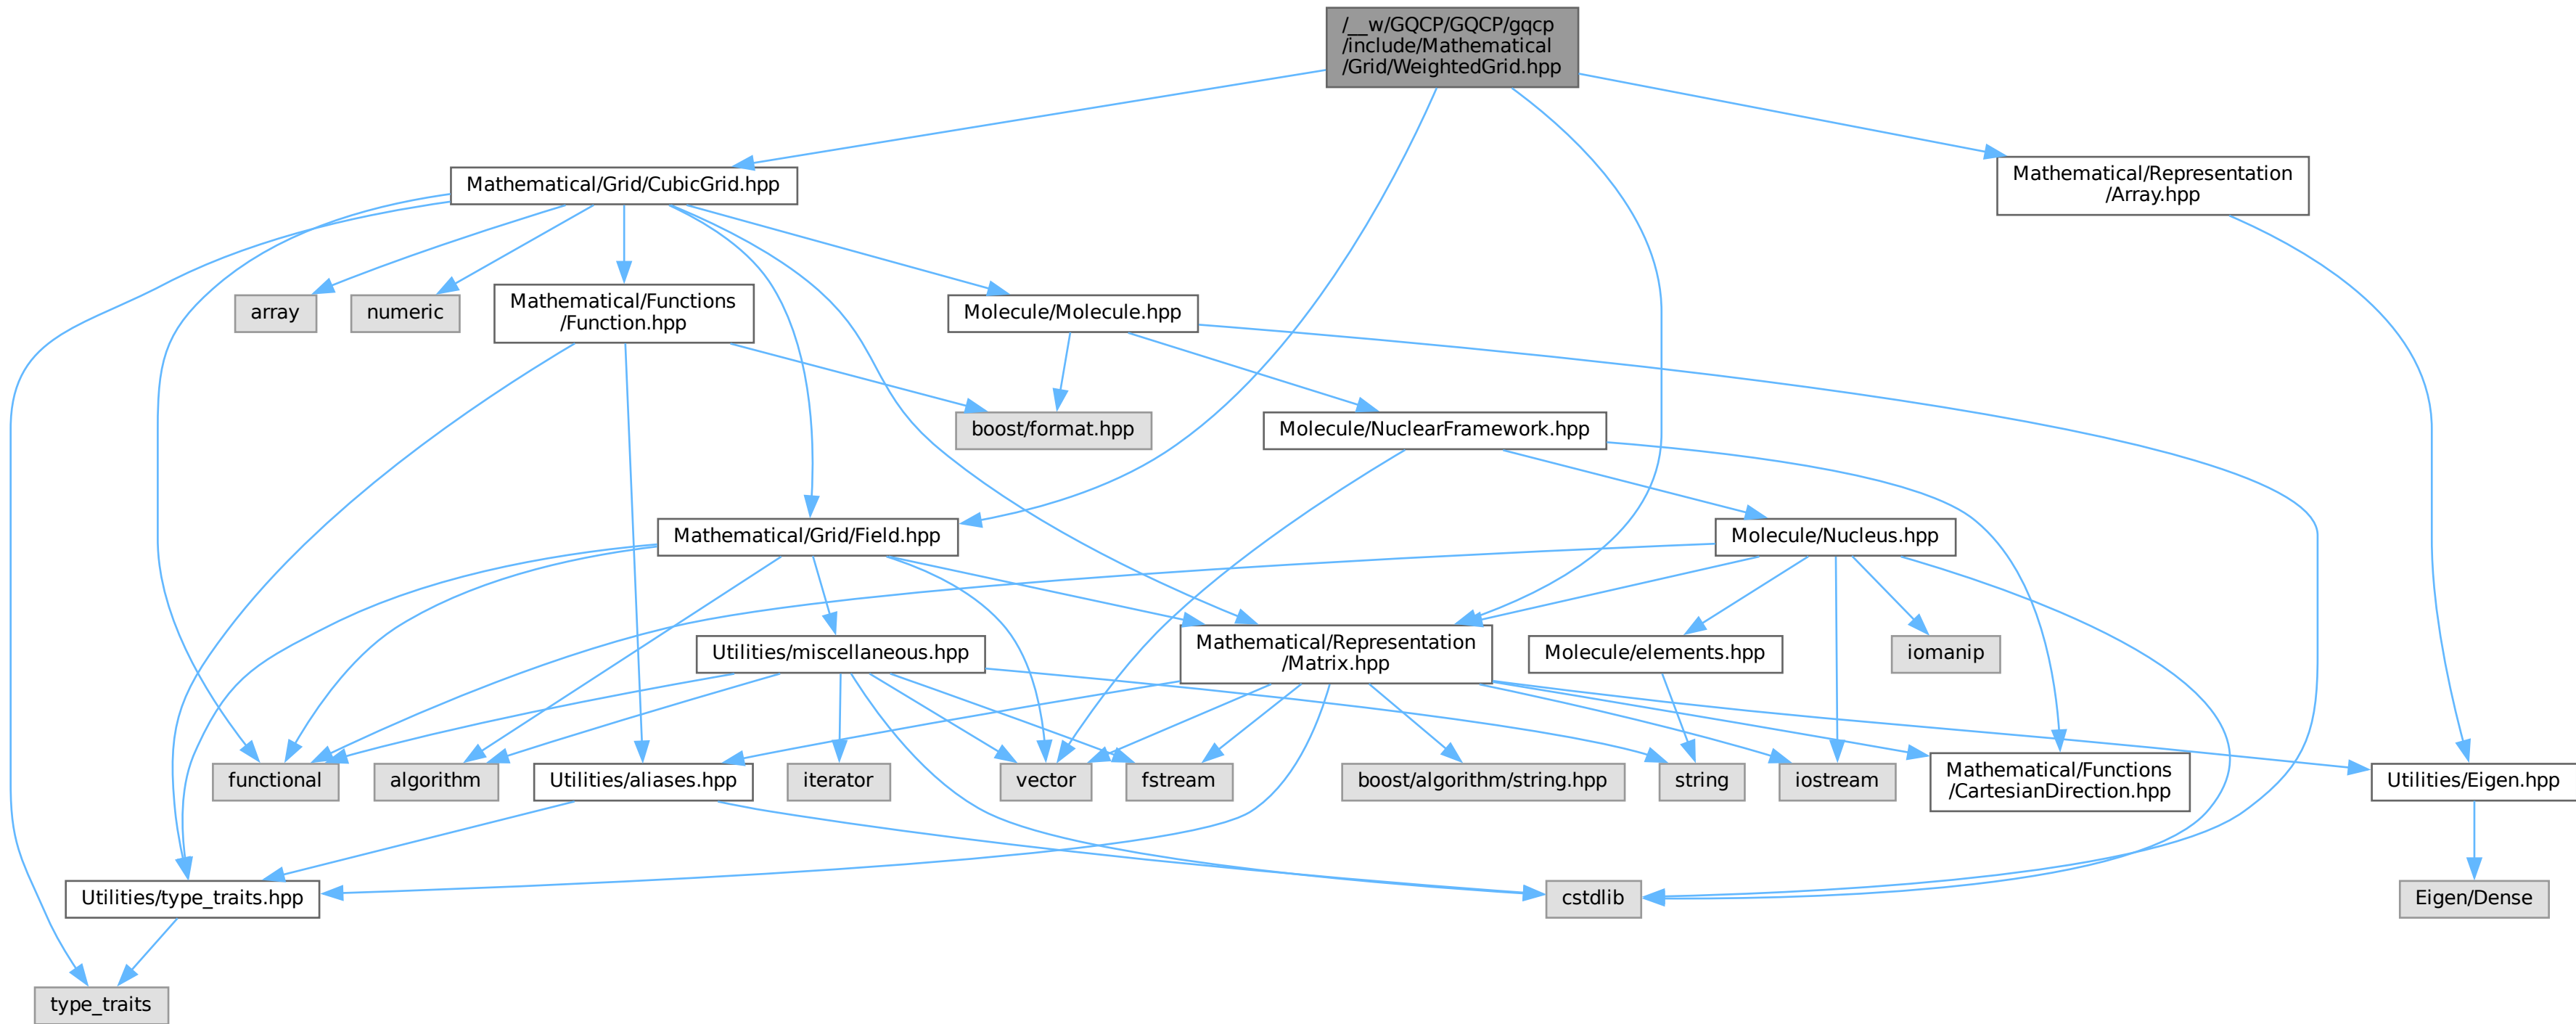 /__w/GQCP/GQCP/gqcp
/include/Mathematical
/Grid/WeightedGrid.hpp
Mathematical/Grid/CubicGrid.hpp
Mathematical/Representation
/Array.hpp
array
numeric
Mathematical/Functions
/Function.hpp
Molecule/Molecule.hpp
boost/format.hpp
Molecule/NuclearFramework.hpp
Mathematical/Grid/Field.hpp
Molecule/Nucleus.hpp
Utilities/miscellaneous.hpp
Mathematical/Representation
/Matrix.hpp
Molecule/elements.hpp
iomanip
functional
algorithm
Utilities/aliases.hpp
iterator
vector
fstream
boost/algorithm/string.hpp
string
iostream
Mathematical/Functions
/CartesianDirection.hpp
Utilities/Eigen.hpp
Utilities/type_traits.hpp
cstdlib
Eigen/Dense
type_traits